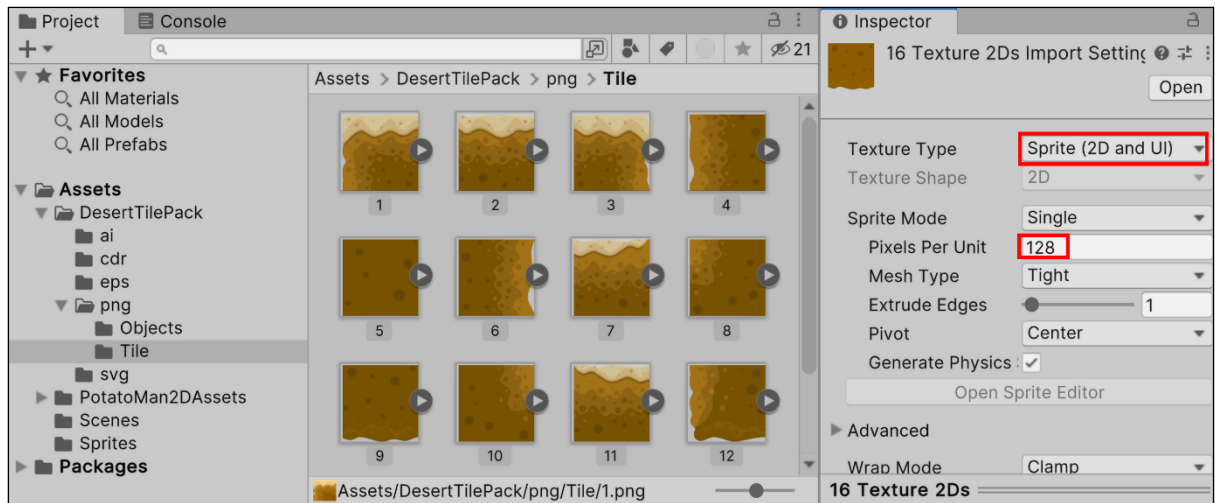 Project
Console
21
Favorites
All Materials
All Models
All Prefabs
Assets
DesertTilePack
ai
cdr
eps
png
Objects
Tile
svg
PotatoMan2DAssets
Scenes
Sprites
Packages
Assets > DesertTilePack > png > Tile
1 2 3 4
5 6 7 8
9 10 11 12
Assets/DesertTilePack/png/Tile/1.png
Inspector
16 Texture 2Ds Import Setting
Open
Texture Type Sprite (2D and UI)
Texture Shape 2D
Sprite Mode Single
Pixels Per Unit 128
Mesh Type Tight
Extrude Edges 1
Pivot Center
Generate Physics
Open Sprite Editor
Advanced
Wrap Mode Clamp
16 Texture 2Ds